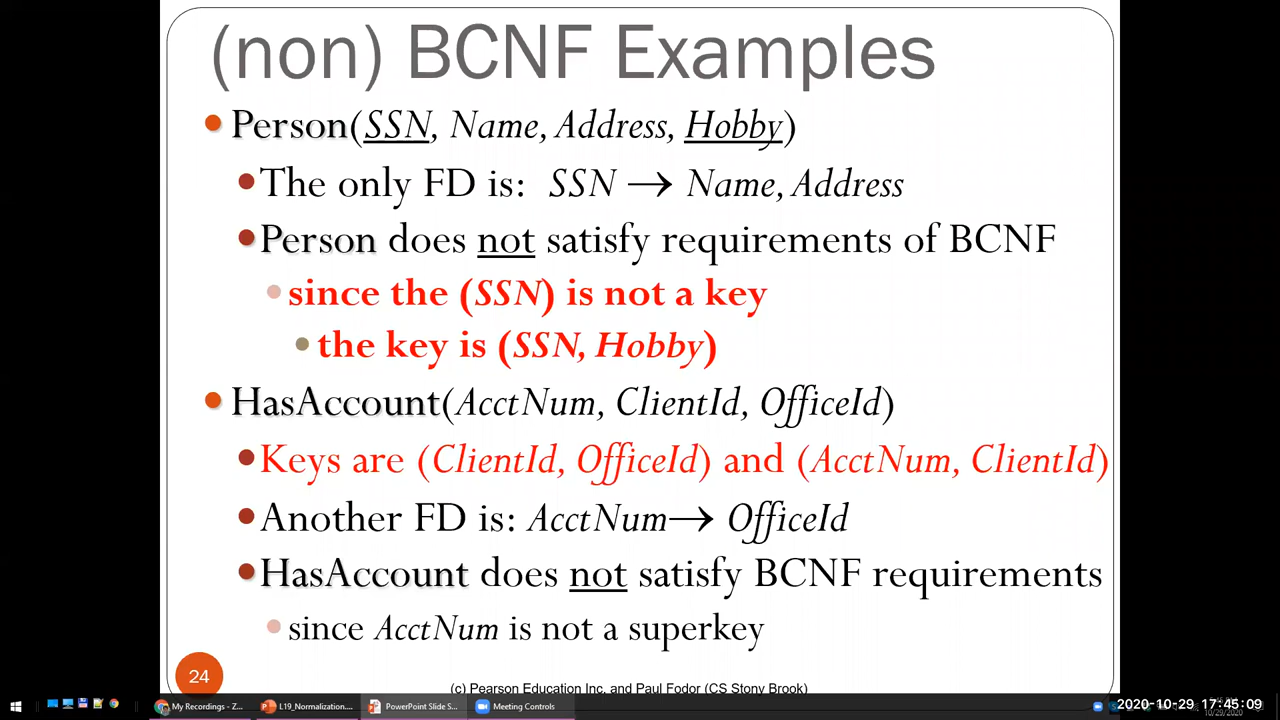 (non) BCNF Examples
Person(SSN, Name, Address, Hobby)
The only FD is: SSN → Name, Address
Person does not satisfy requirements of BCNF
since the (SSN) is not a key
the key is (SSN, Hobby)
HasAccount(AcctNum, ClientId, OfficeId)
Keys are (ClientId, OfficeId) and (AcctNum, ClientId)
Another FD is: AcctNum→ OfficeId
HasAccount does not satisfy BCNF requirements
since AcctNum is not a superkey
24
(c) Pearson Education Inc. and Paul Fodor (CS Stony Brook)
My Recordings - Z...
L19_Normalization....
PowerPoint Slide S...
Meeting Controls
2020-10-29 17:45:09